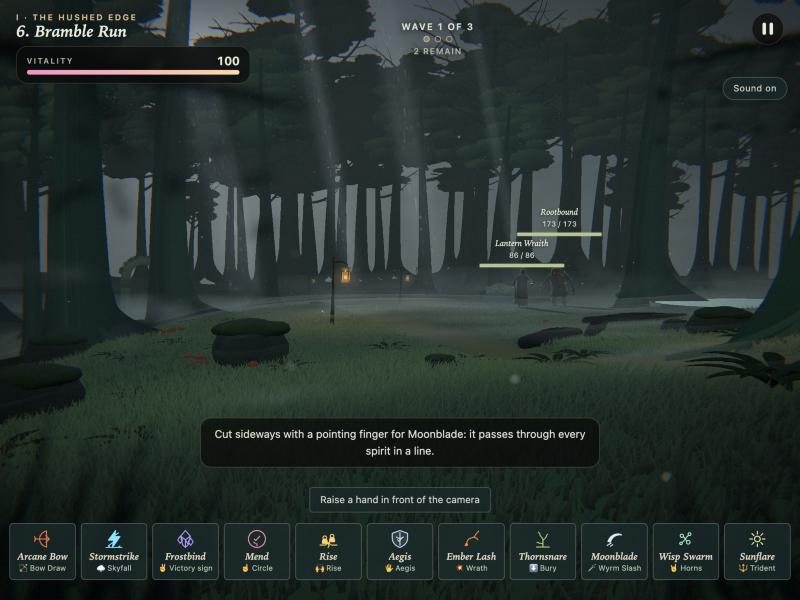 I · THE HUSHED EDGE
6. Bramble Run
VITALITY 100
WAVE 1 OF 3
2 REMAIN
Sound on
Rootbound
173 / 173
Lantern Wraith
86 / 86
Cut sideways with a pointing finger for Moonblade: it passes through every
spirit in a line.
Raise a hand in front of the camera
Arcane Bow
Bow Draw
Stormstrike
Skyfall
Frostbind
Victory sign
Mend
Circle
Rise
Rise
Aegis
Aegis
Ember Lash
Wrath
Thornsnare
Bury
Moonblade
Wyrm Slash
Wisp Swarm
Horns
Sunflare
Trident